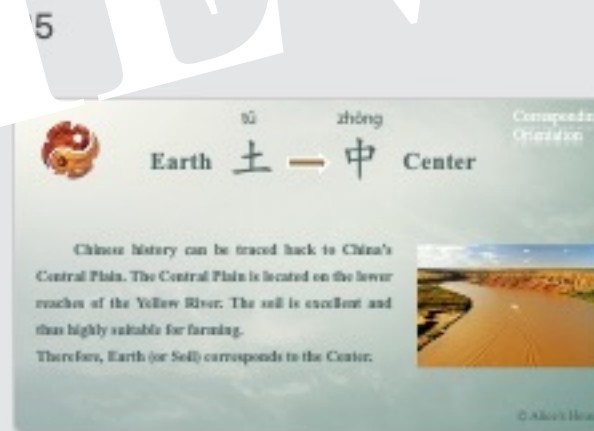 5
tǔ zhōng
Earth 土 中 Center
Chinese history can be traced back to China's
Central Plain. The Central Plain is located on the lower
reaches of the Yellow River. The soil is excellent and
thus highly suitable for farming.
Therefore, Earth (or Soil) corresponds to the Center.
© Alice's